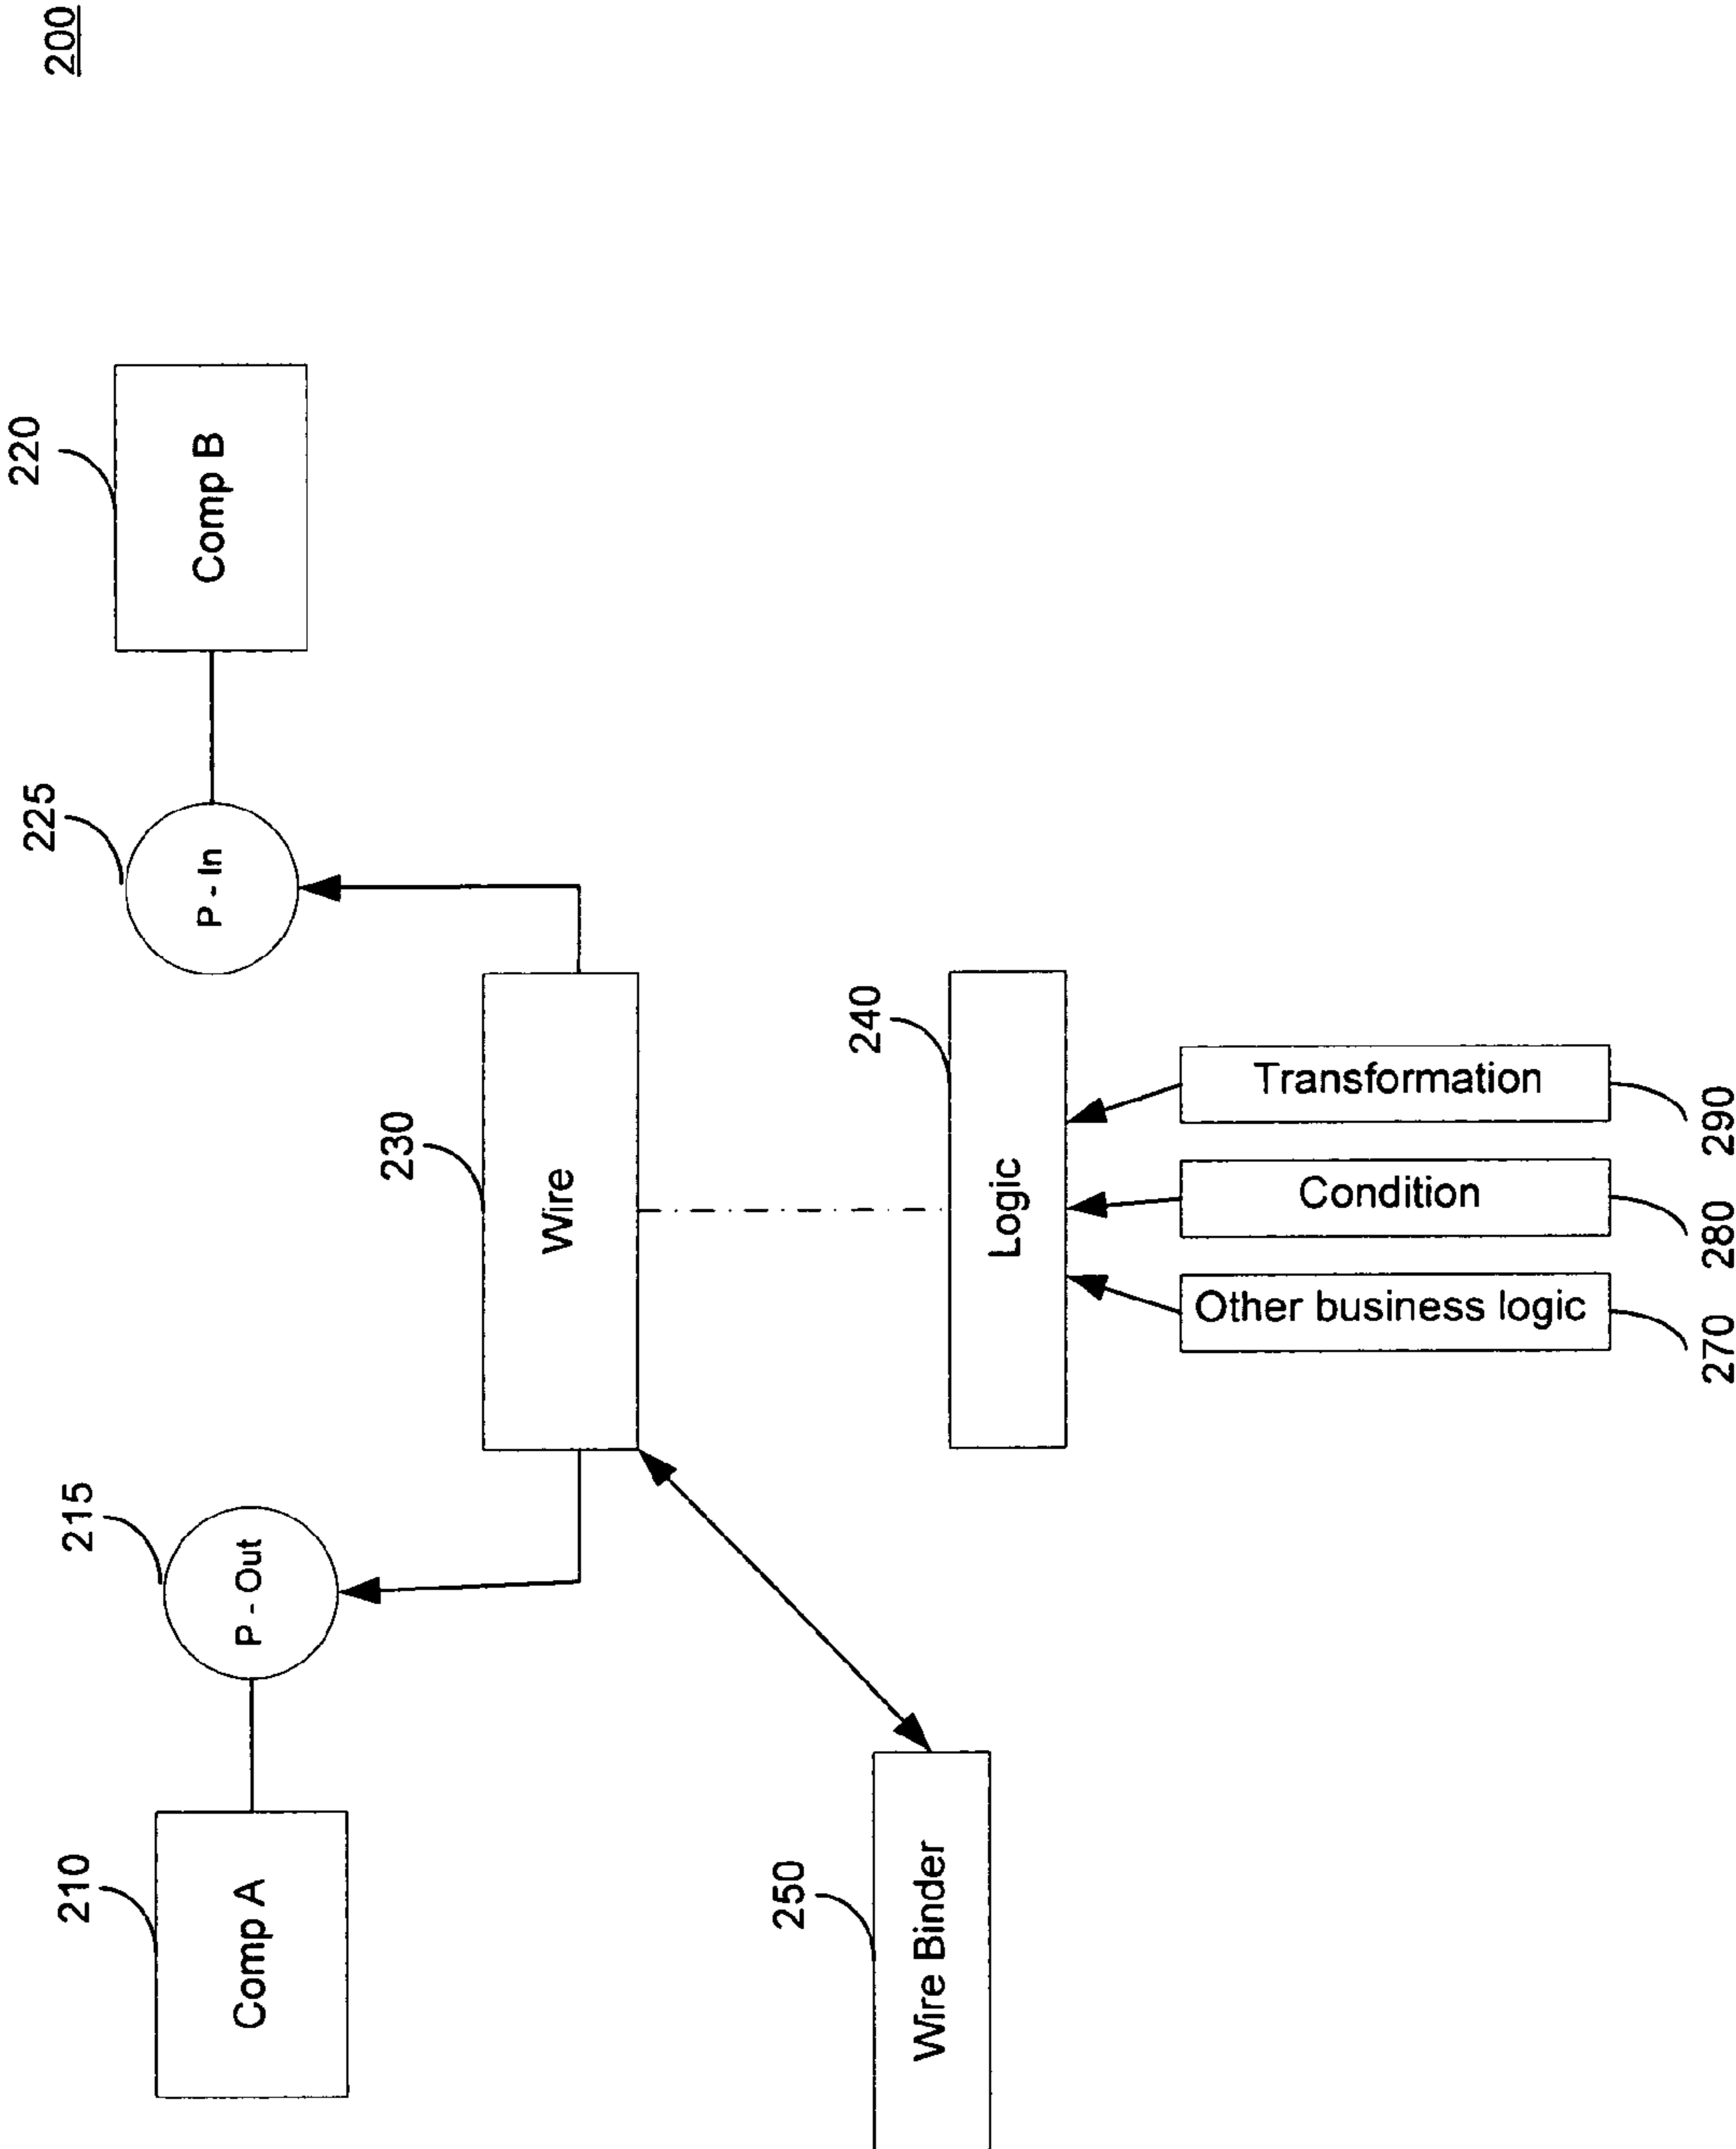 200
220
Comp B
225
P - In
215
P - Out
210
Comp A
230
Wire
240
Logic
250
Wire Binder
Transformation
290
Condition
280
Other business logic
270